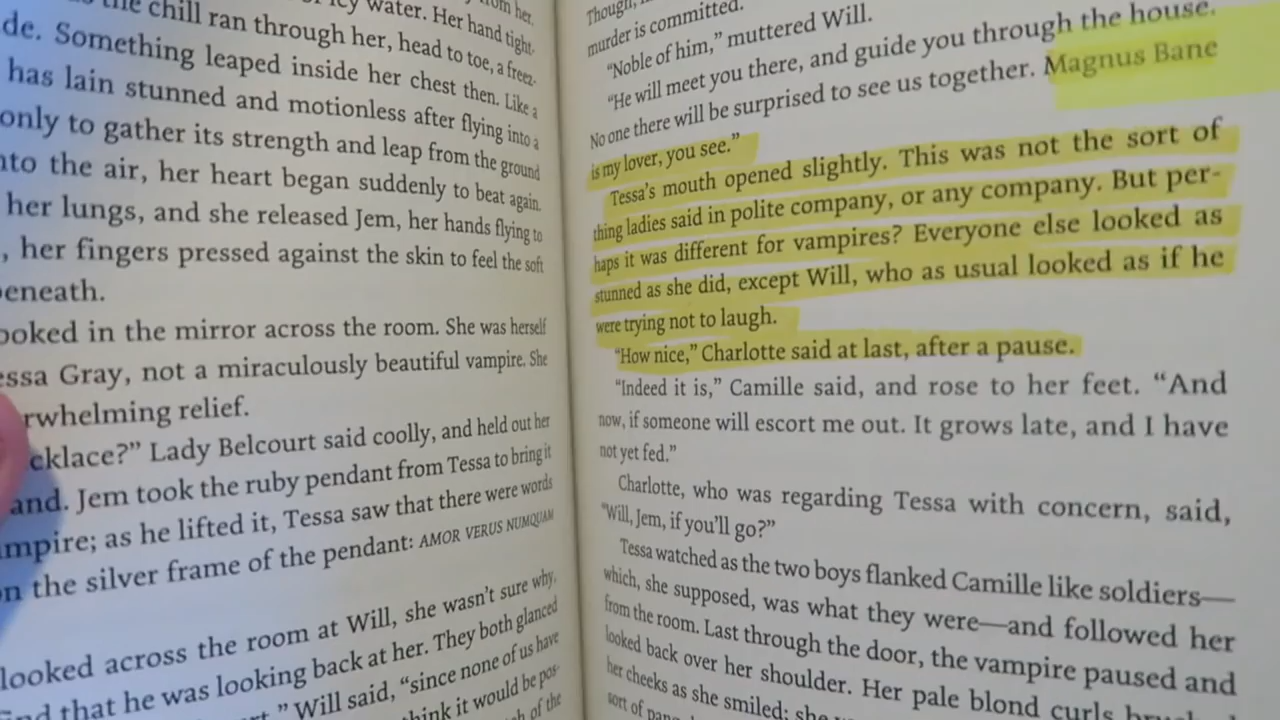 the chill ran through her, head to toe, a freez-
de. Something leaped inside her chest then. Like a
has lain stunned and motionless after flying into a
only to gather its strength and leap from the ground
nto the air, her heart began suddenly to beat again.
her lungs, and she released Jem, her hands flying to
, her fingers pressed against the skin to feel the soft
eneath.
ooked in the mirror across the room. She was herself
essa Gray, not a miraculously beautiful vampire. She
rwhelming relief.
cklace?” Lady Belcourt said coolly, and held out her
and. Jem took the ruby pendant from Tessa to bring it
mpire; as he lifted it, Tessa saw that there were words
n the silver frame of the pendant: AMOR VERUS NUMQUAM
looked across the room at Will, she wasn’t sure why,
ind that he was looking back at her. They both glanced
” Will said, “since none of us have
think it would be pos-
of the
Though,
murder is committed.
“Noble of him,” muttered Will.
“He will meet you there, and guide you through the house.
No one there will be surprised to see us together. Magnus Bane
is my lover, you see.”
Tessa’s mouth opened slightly. This was not the sort of
thing ladies said in polite company, or any company. But per-
haps it was different for vampires? Everyone else looked as
stunned as she did, except Will, who as usual looked as if he
were trying not to laugh.
“How nice,” Charlotte said at last, after a pause.
“Indeed it is,” Camille said, and rose to her feet. “And
now, if someone will escort me out. It grows late, and I have
not yet fed.”
Charlotte, who was regarding Tessa with concern, said,
“Will, Jem, if you’ll go?”
Tessa watched as the two boys flanked Camille like soldiers—
which, she supposed, was what they were—and followed her
from the room. Last through the door, the vampire paused and
looked back over her shoulder. Her pale blond curls brushed
her cheeks as she smiled; she
sort of